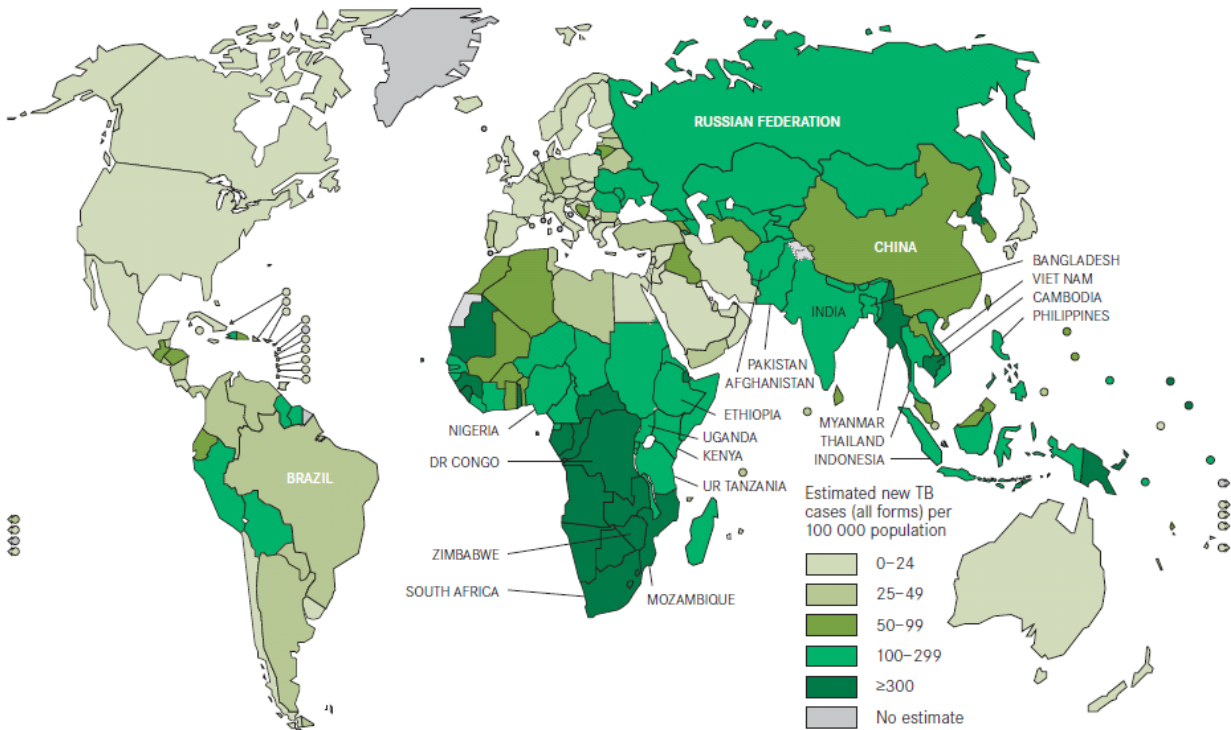 RUSSIAN FEDERATION
CHINA
BANGLADESH
VIET NAM
CAMBODIA
PHILIPPINES
INDIA
PAKISTAN
AFGHANISTAN
ETHIOPIA
NIGERIA
UGANDA
KENYA
MYANMAR
THAILAND
INDONESIA
DR CONGO
BRAZIL
UR TANZANIA
ZIMBABWE
SOUTH AFRICA
MOZAMBIQUE
Estimated new TB
cases (all forms) per
100 000 population
0–24
25–49
50–99
100–299
≥300
No estimate